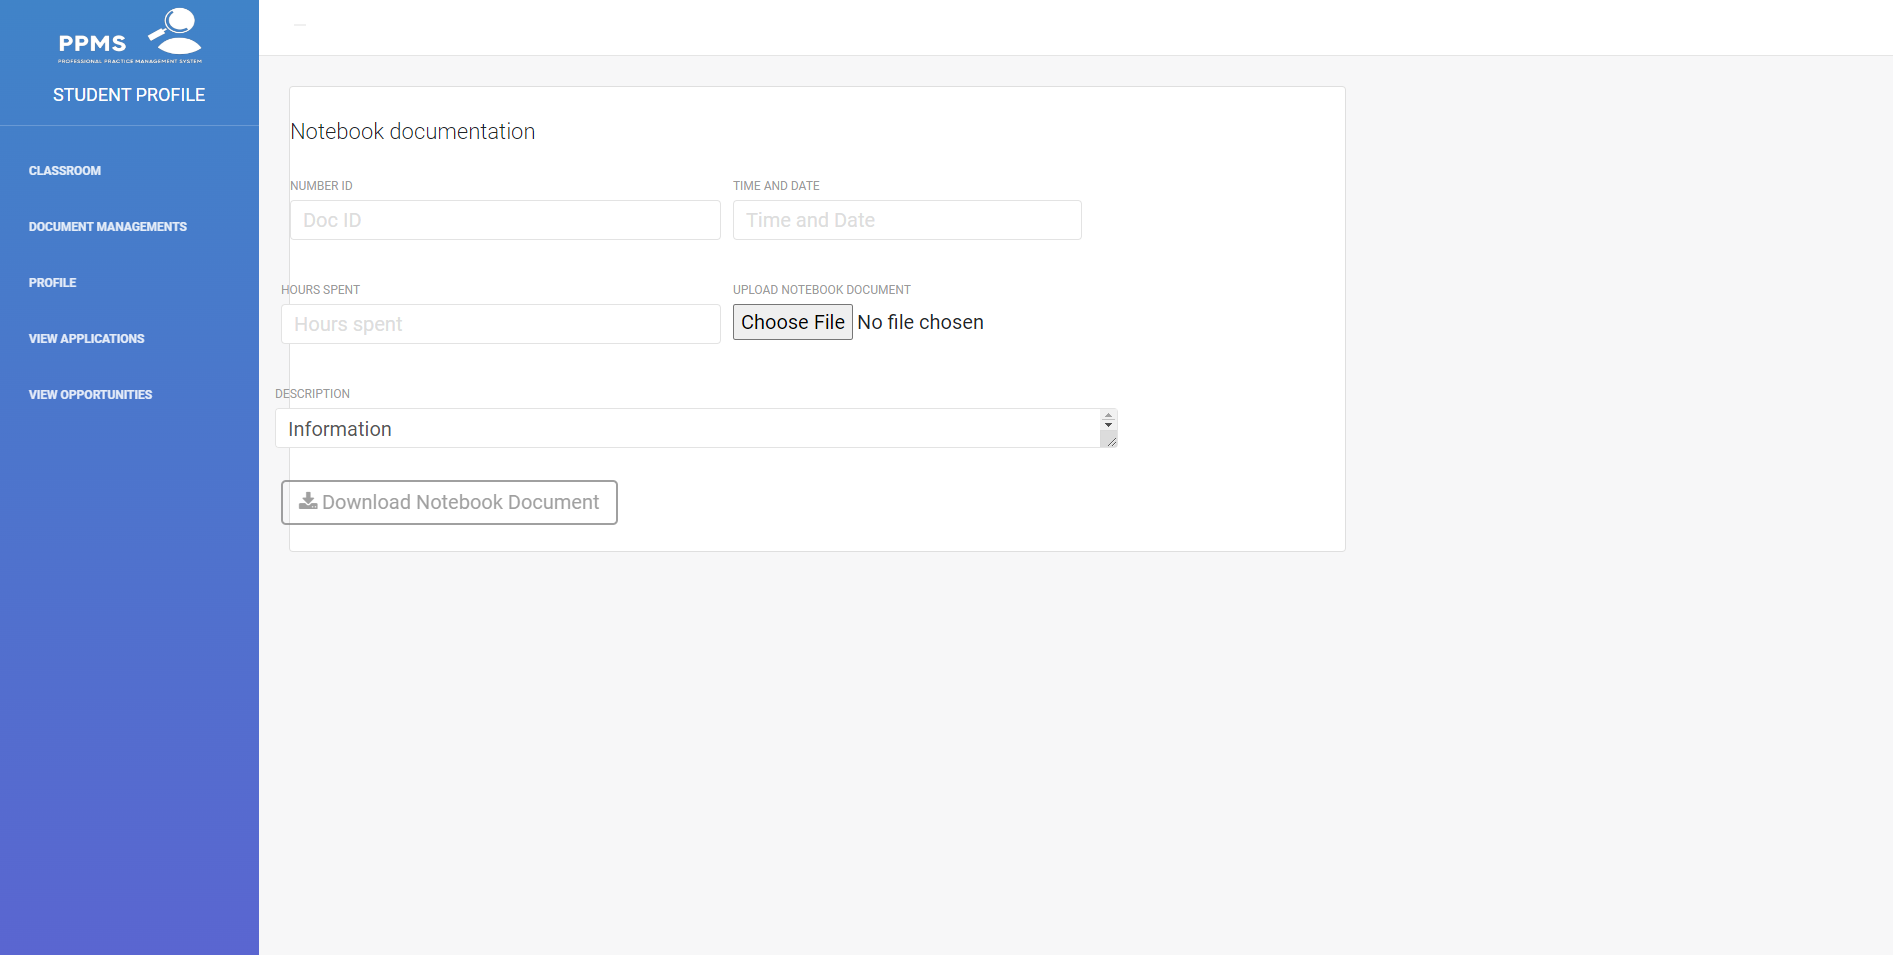 PPMS
PROFESSIONAL PRACTICE MANAGEMENT SYSTEM
STUDENT PROFILE
CLASSROOM
DOCUMENT MANAGEMENTS
PROFILE
VIEW APPLICATIONS
VIEW OPPORTUNITIES
Notebook documentation
NUMBER ID
TIME AND DATE
Doc ID
Time and Date
HOURS SPENT
UPLOAD NOTEBOOK DOCUMENT
Hours spent
Choose File No file chosen
DESCRIPTION
Information
Download Notebook Document